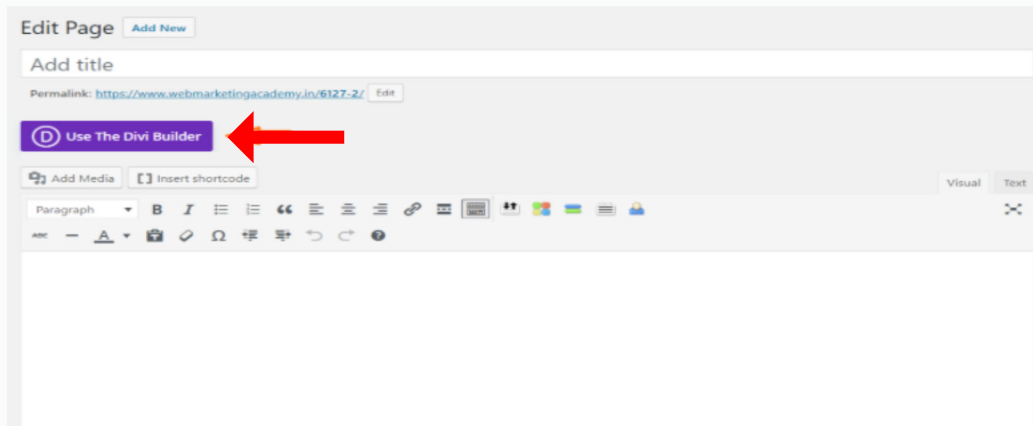 Edit Page Add New
Add title
Permalink: https://www.webmarketingacademy.in/6127-2/ Edit
D Use The Divi Builder
Add Media [ ] Insert shortcode
Visual Text
Paragraph B I
ABC A Ω